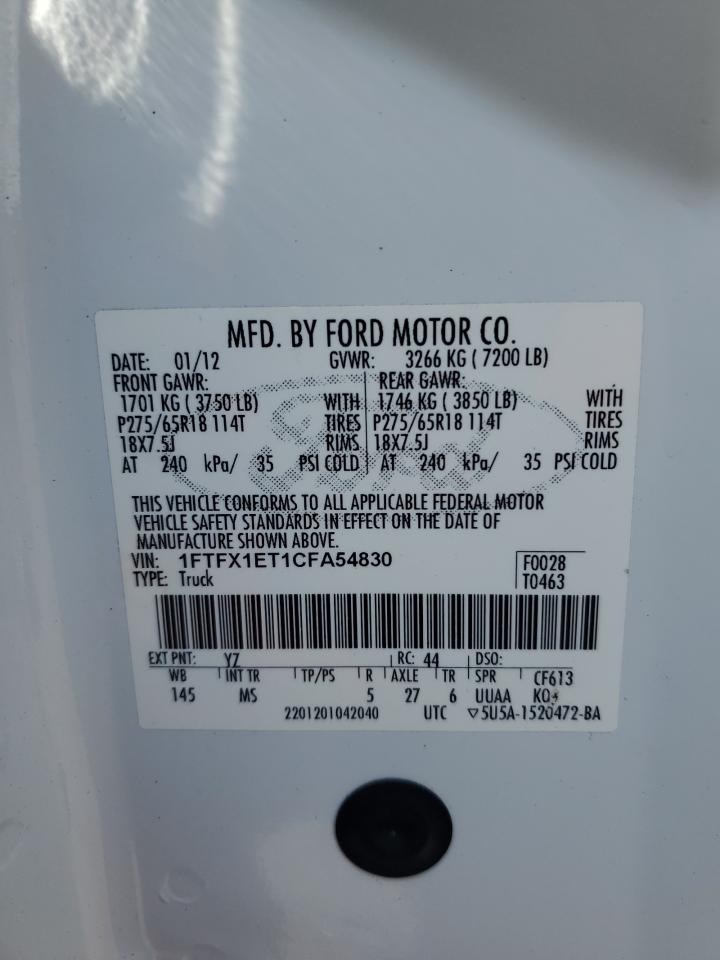 MFD. BY FORD MOTOR CO.
DATE: 01/12 GVWR: 3266 KG ( 7200 LB)
FRONT GAWR: REAR GAWR:
1701 KG ( 3750 LB) WITH 1746 KG ( 3850 LB) WITH
P275/65R18 114T TIRES P275/65R18 114T TIRES
18X7.5J RIMS 18X7.5J RIMS
AT 240 kPa/ 35 PSI COLD AT 240 kPa/ 35 PSI COLD
Ford
THIS VEHICLE CONFORMS TO ALL APPLICABLE FEDERAL MOTOR
VEHICLE SAFETY STANDARDS IN EFFECT ON THE DATE OF
MANUFACTURE SHOWN ABOVE.
VIN: 1FTFX1ET1CFA54830 F0028
TYPE: Truck T0463
EXT PNT: YZ RC: 44 DSO:
WB INT TR TP/PS R AXLE TR SPR CF613
145 MS 5 27 6 UUAA KQ
2201201042040 UTC ▽5U5A-1520472-BA